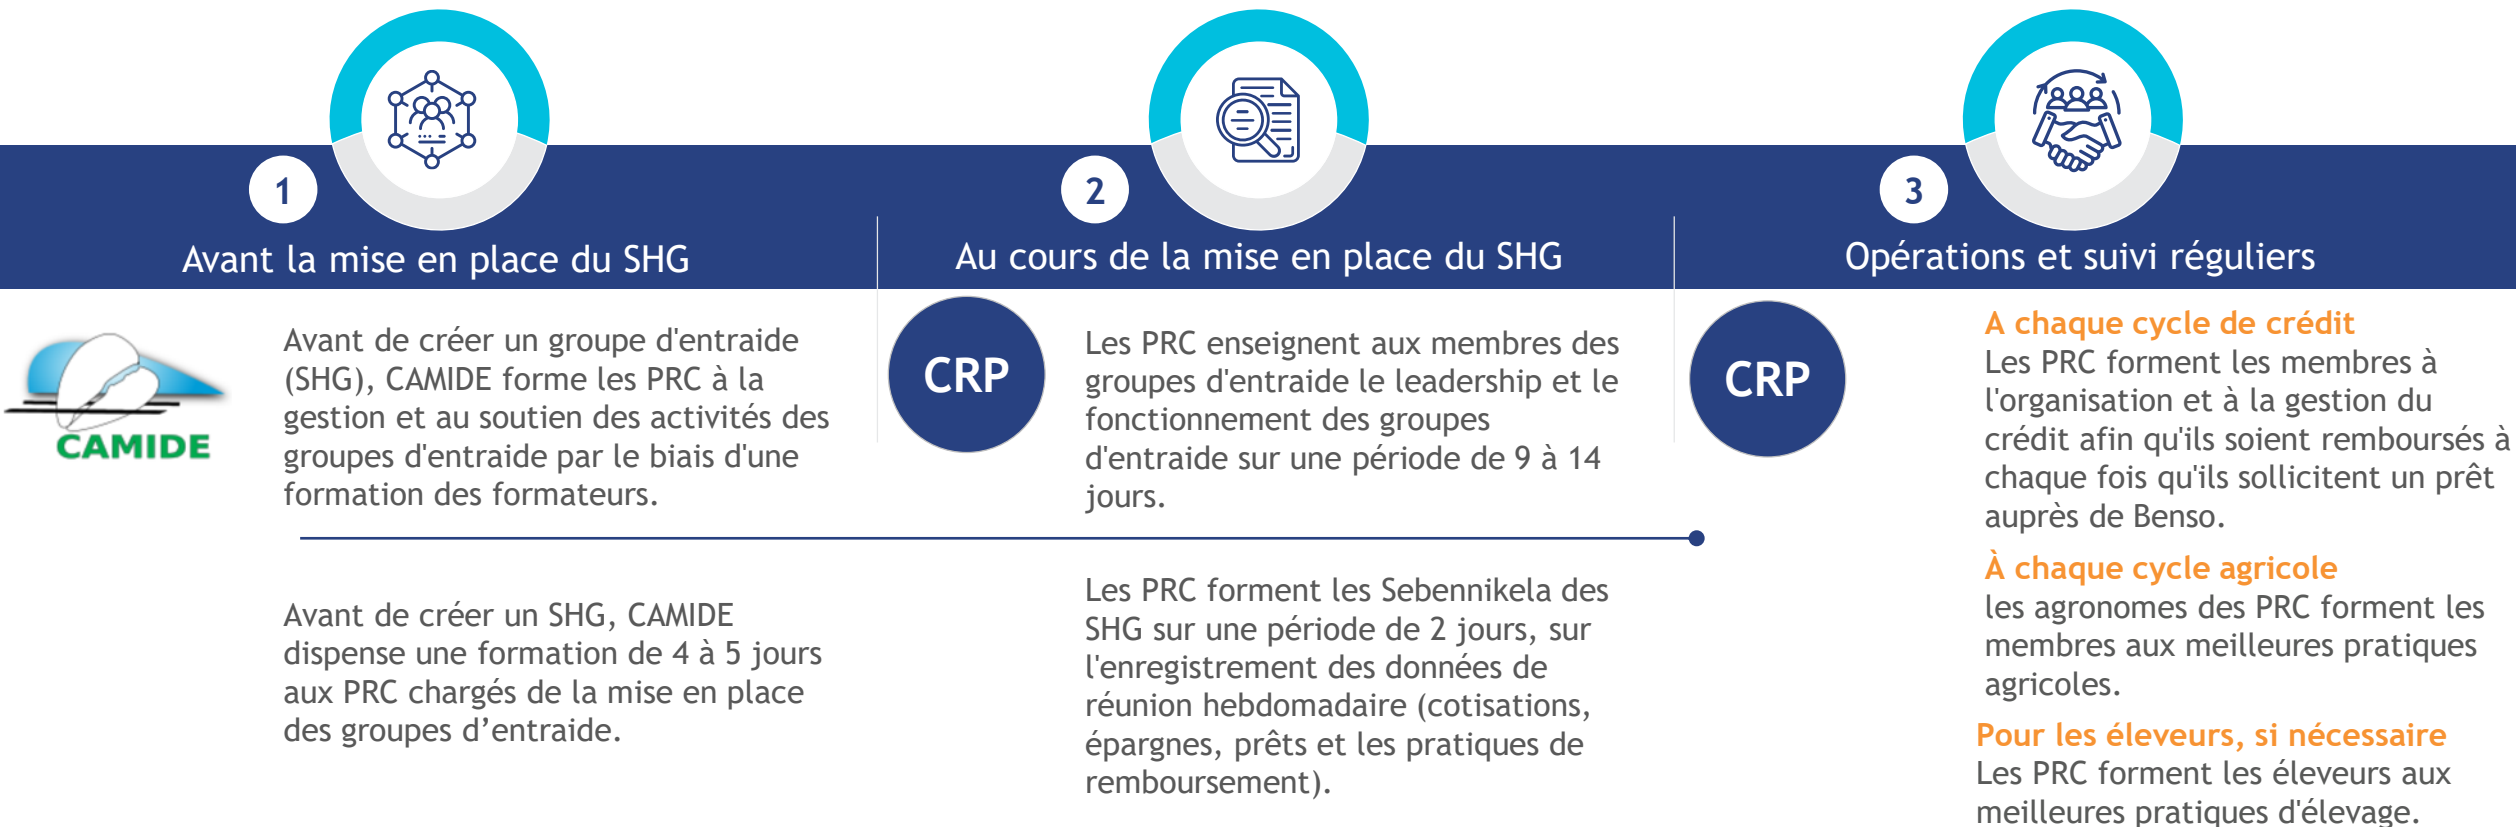 1
Avant la mise en place du SHG
2
Au cours de la mise en place du SHG
3
Opérations et suivi réguliers
CAMIDE
Avant de créer un groupe d'entraide
(SHG), CAMIDE forme les PRC à la
gestion et au soutien des activités des
groupes d'entraide par le biais d'une
formation des formateurs.
Avant de créer un SHG, CAMIDE
dispense une formation de 4 à 5 jours
aux PRC chargés de la mise en place
des groupes d’entraide.
CRP
Les PRC enseignent aux membres des
groupes d'entraide le leadership et le
fonctionnement des groupes
d'entraide sur une période de 9 à 14
jours.
Les PRC forment les Sebennikela des
SHG sur une période de 2 jours, sur
l'enregistrement des données de
réunion hebdomadaire (cotisations,
épargnes, prêts et les pratiques de
remboursement).
CRP
A chaque cycle de crédit
Les PRC forment les membres à
l'organisation et à la gestion du
crédit afin qu'ils soient remboursés à
chaque fois qu'ils sollicitent un prêt
auprès de Benso.
À chaque cycle agricole
les agronomes des PRC forment les
membres aux meilleures pratiques
agricoles.
Pour les éleveurs, si nécessaire
Les PRC forment les éleveurs aux
meilleures pratiques d'élevage.